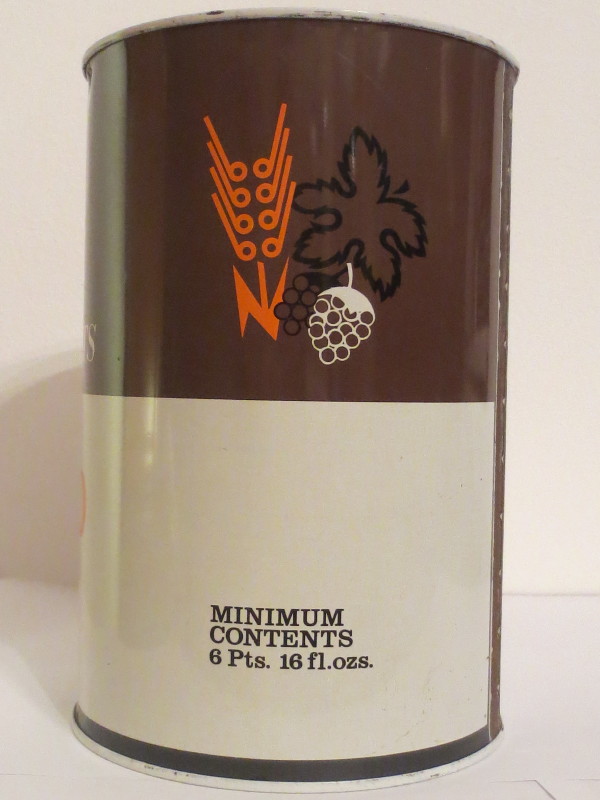 MINIMUM
CONTENTS
6 Pts. 16 fl.ozs.